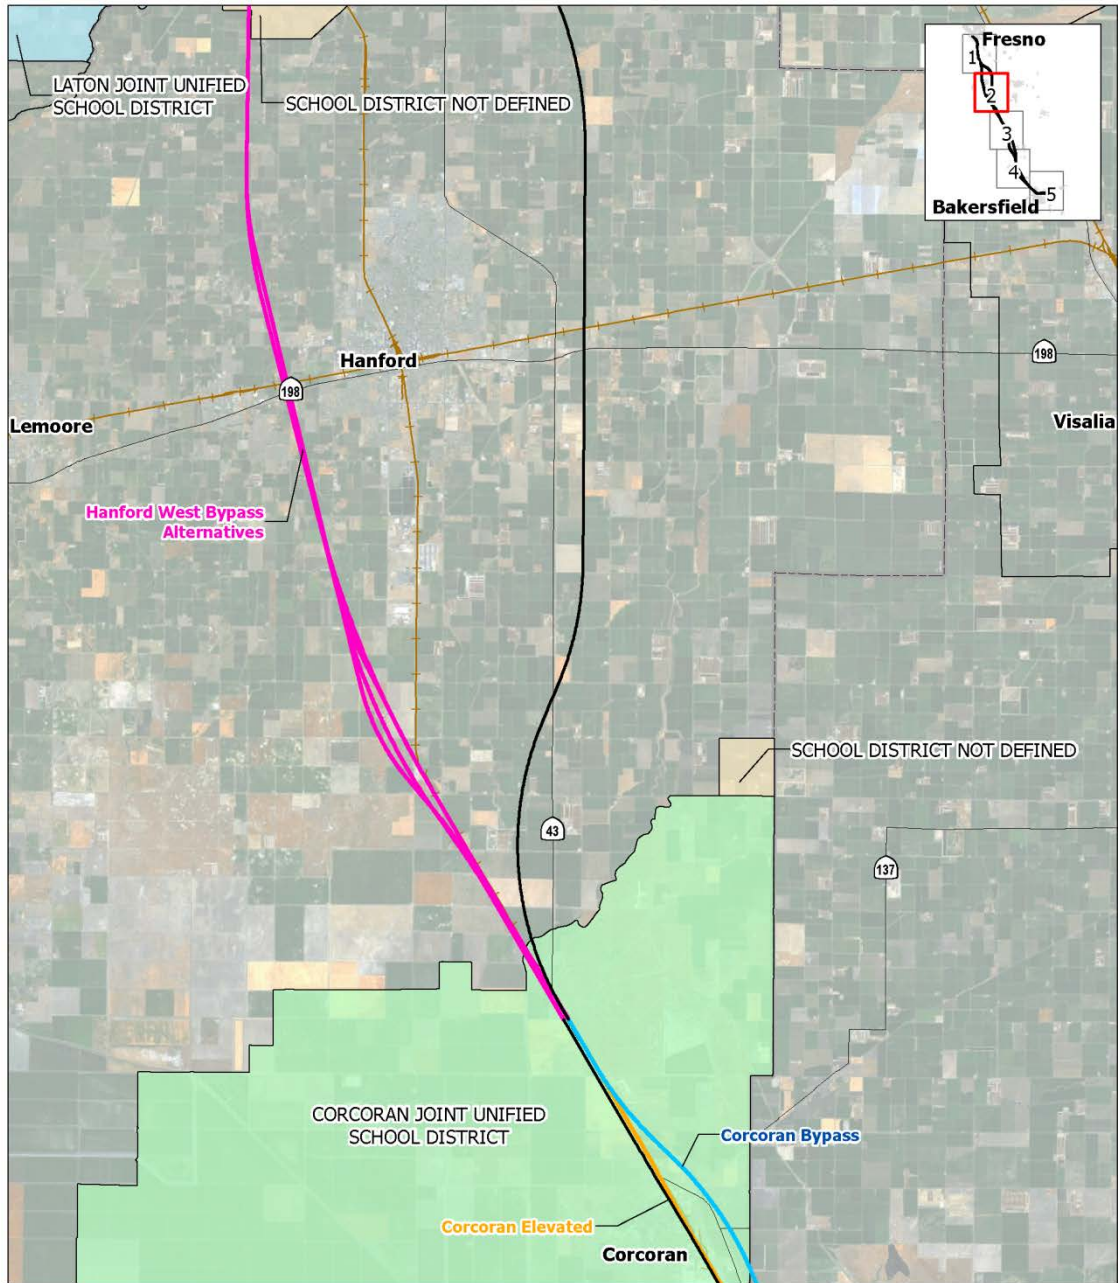 Fresno
1
2
3
4
5
Bakersfield
LATON JOINT UNIFIED
SCHOOL DISTRICT
SCHOOL DISTRICT NOT DEFINED
Hanford
198
198
Lemoore
Visalia
Hanford West Bypass
Alternatives
SCHOOL DISTRICT NOT DEFINED
43
137
CORCORAN JOINT UNIFIED
SCHOOL DISTRICT
Corcoran Bypass
Corcoran Elevated
Corcoran